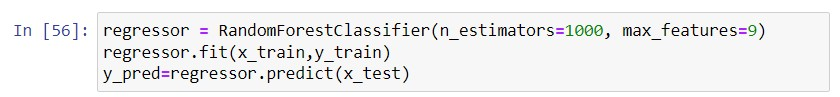 In [56]: regressor = RandomForestClassifier(n_estimators=1000, max_features=9)
regressor.fit(x_train,y_train)
y_pred=regressor.predict(x_test)